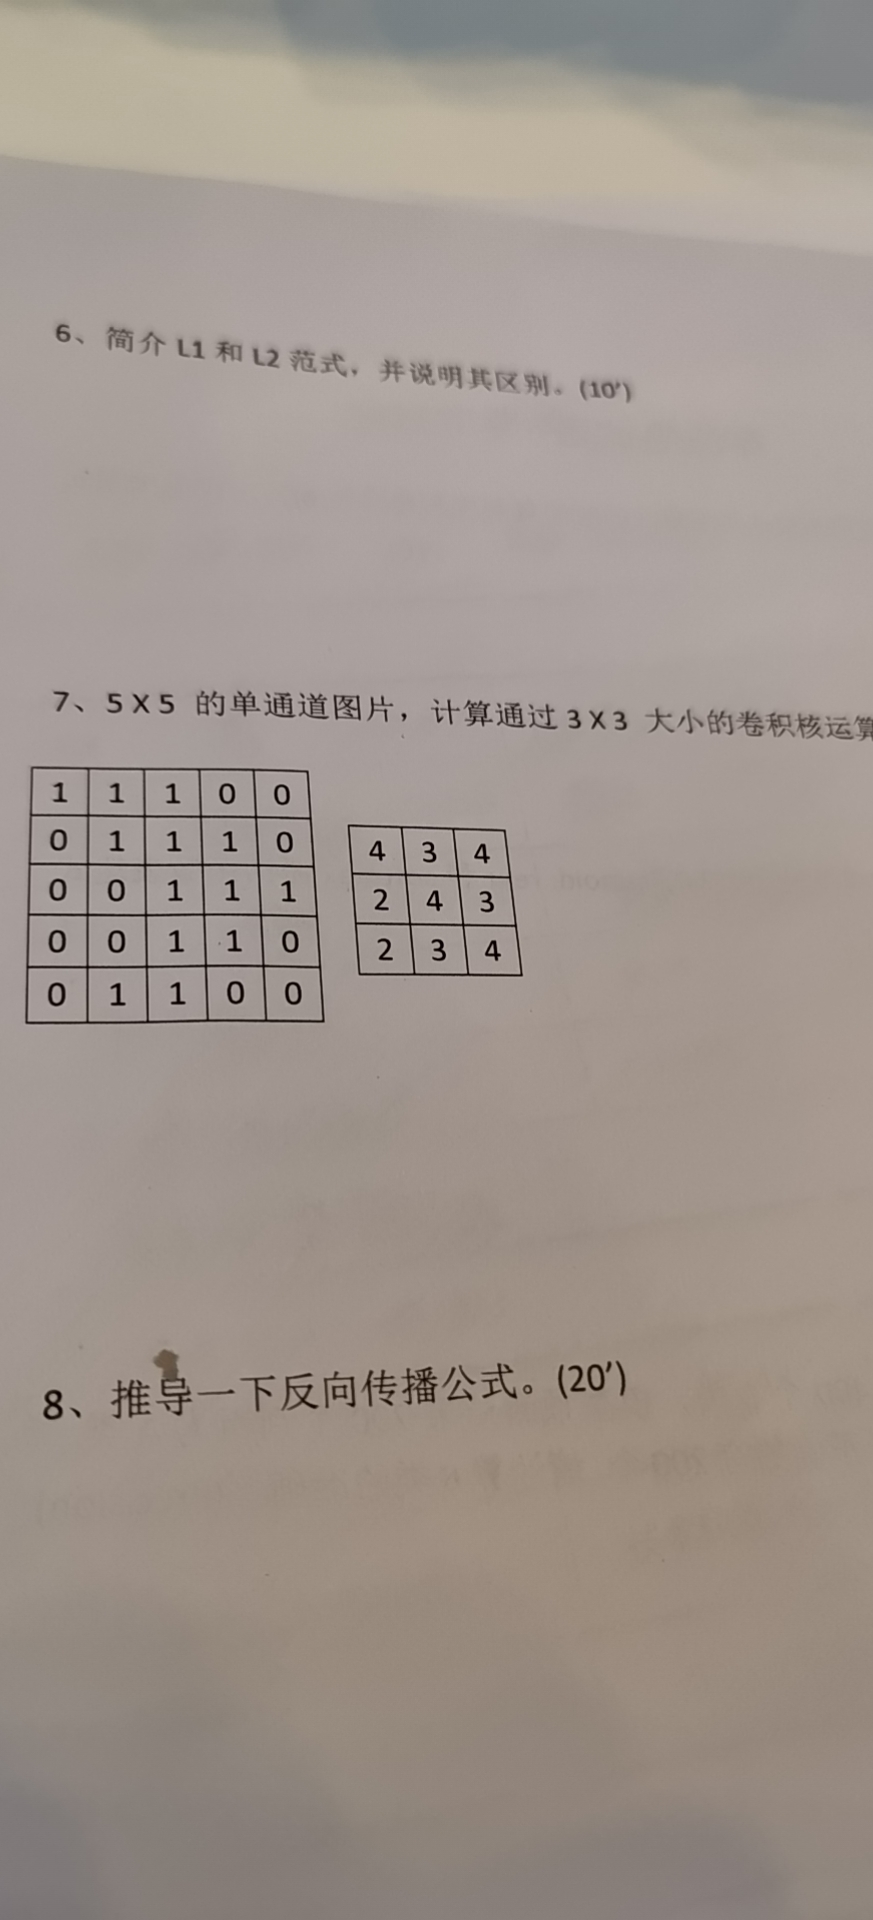 6、简介 L1 和 L2 范式，并说明其区别。(10')
7、5 X 5 的单通道图片，计算通过 3 X 3 大小的卷积核运算
1 1 1 0 0
0 1 1 1 0
0 0 1 1 1
0 0 1 1 0
0 1 1 0 0
4 3 4
2 4 3
2 3 4
8、推导一下反向传播公式。(20')